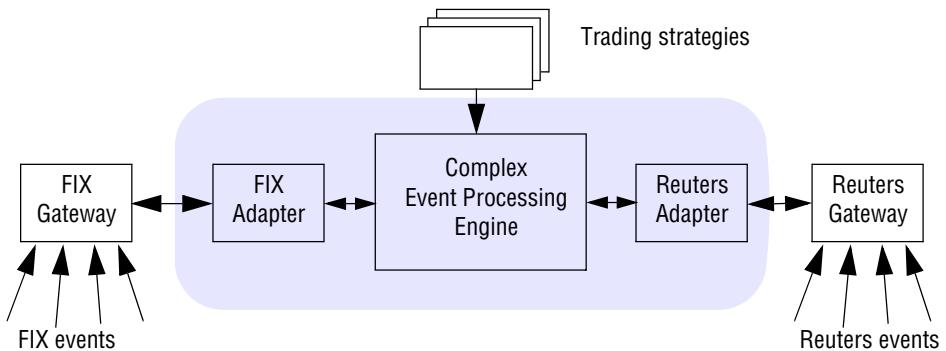 Trading strategies
FIX
Gateway
FIX
Adapter
Complex
Event Processing
Engine
Reuters
Adapter
Reuters
Gateway
FIX events
Reuters events